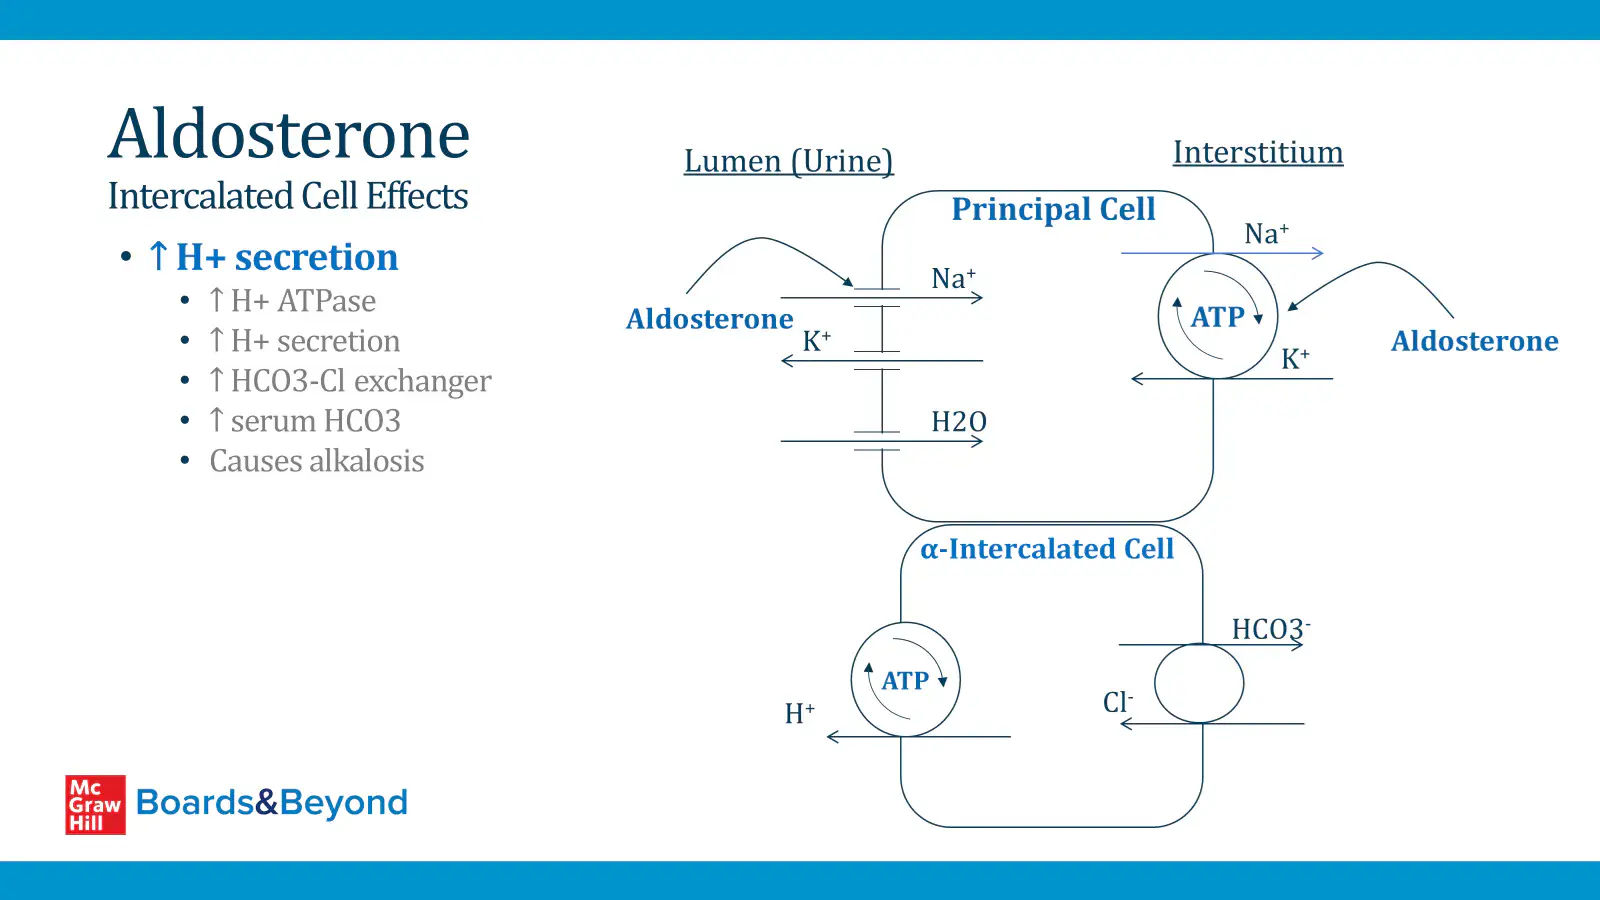 Aldosterone
Intercalated Cell Effects
• ↑ H+ secretion
• ↑ H+ ATPase
• ↑ H+ secretion
• ↑ HCO3-Cl exchanger
• ↑ serum HCO3
• Causes alkalosis
Lumen (Urine)
Interstitium
Principal Cell
Na⁺
Na⁺
Aldosterone
ATP
K⁺
Aldosterone
K⁺
H2O
α-Intercalated Cell
HCO3⁻
ATP
H⁺
Cl⁻
Mc
Graw
Hill
Boards&Beyond